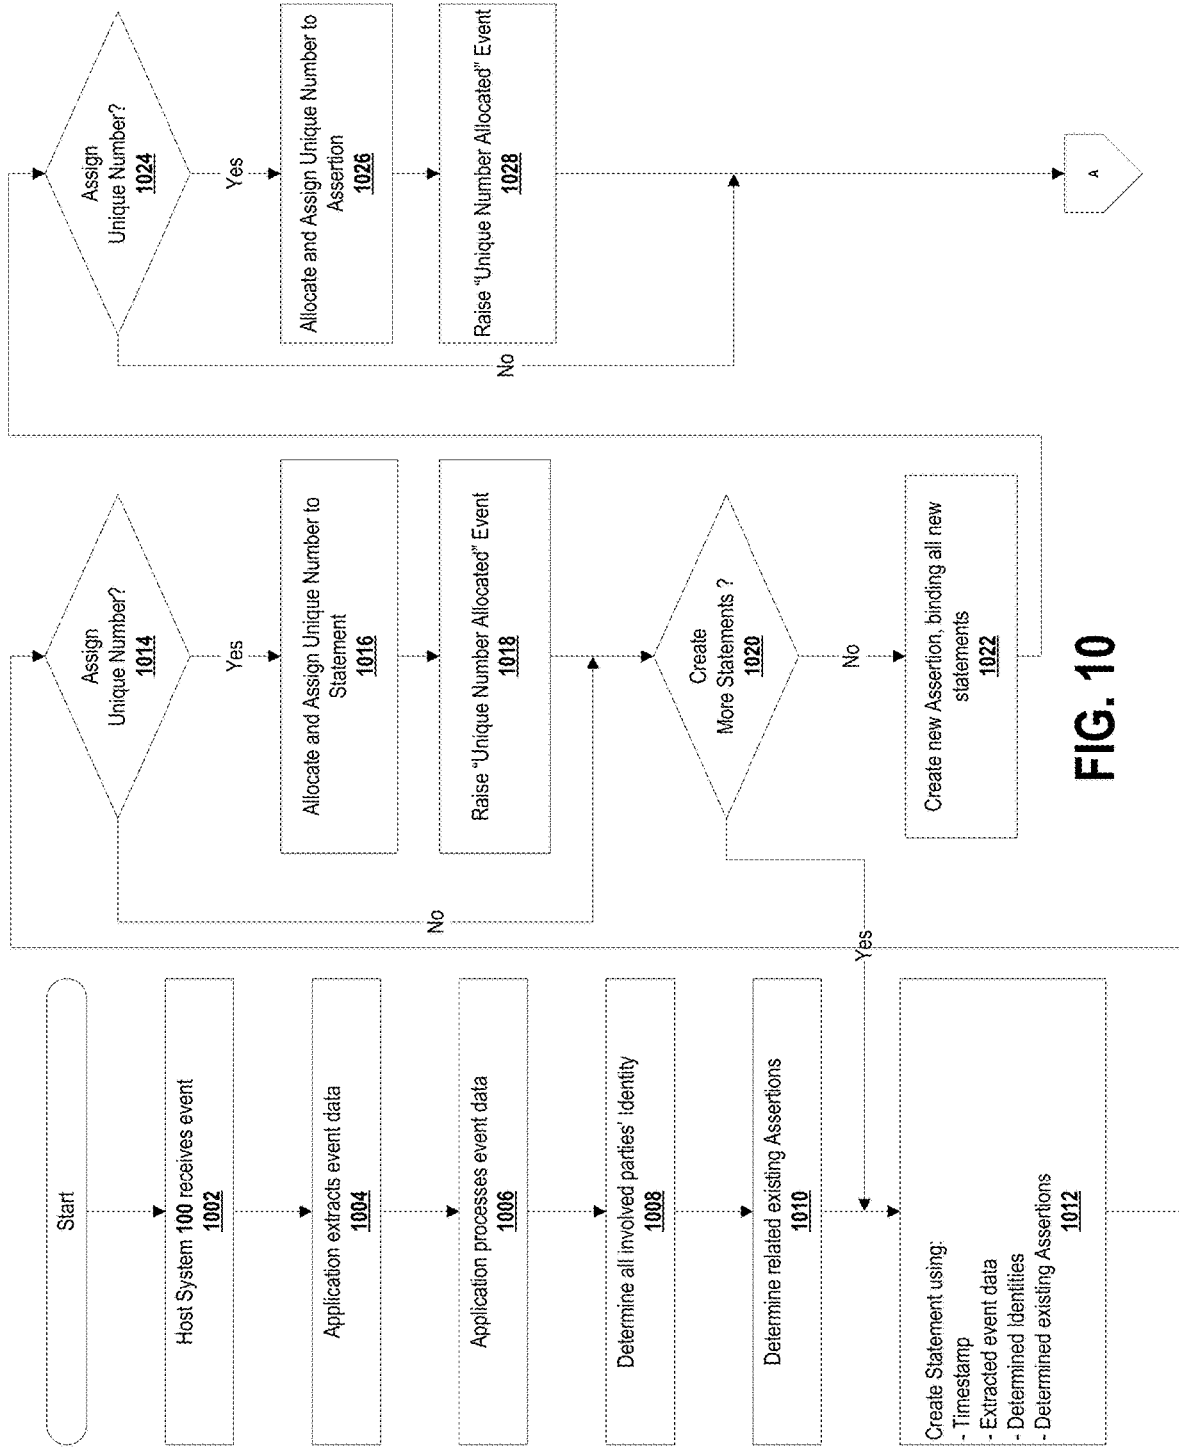 Start
Host System 100 receives event
1002
Application extracts event data
1004
Application processes event data
1006
Determine all involved parties' Identity
1008
Determine related existing Assertions
1010
Create Statement using:
- Timestamp
- Extracted event data
- Determined Identities
- Determined existing Assertions
1012
Assign
Unique Number?
1014
Yes
No
Allocate and Assign Unique Number to
Statement
1016
Raise "Unique Number Allocated" Event
1018
Create
More Statements ?
1020
Yes
No
Create new Assertion, binding all new
statements
1022
Assign
Unique Number?
1024
Yes
No
Allocate and Assign Unique Number to
Assertion
1026
Raise "Unique Number Allocated" Event
1028
A
FIG. 10